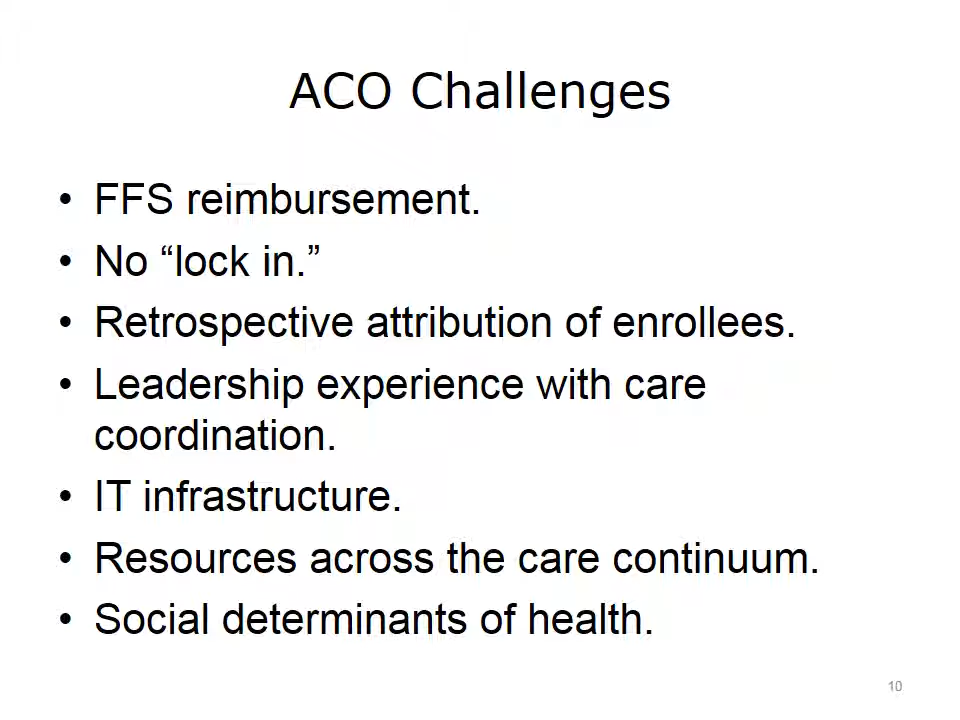 ACO Challenges
• FFS reimbursement.
• No “lock in.”
• Retrospective attribution of enrollees.
• Leadership experience with care
coordination.
• IT infrastructure.
• Resources across the care continuum.
• Social determinants of health.
10